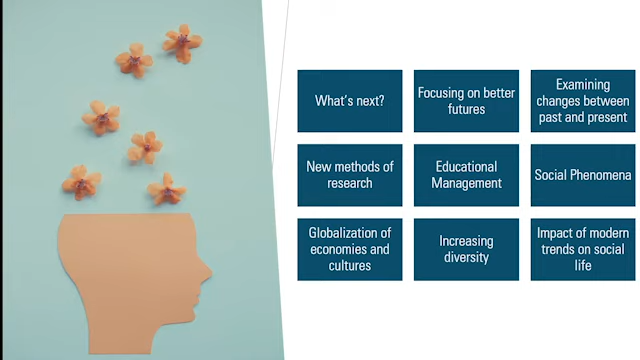 What's next?
Focusing on better
futures
Examining
changes between
past and present
New methods of
research
Educational
Management
Social Phenomena
Globalization of
economies and
cultures
Increasing
diversity
Impact of modern
trends on social
life